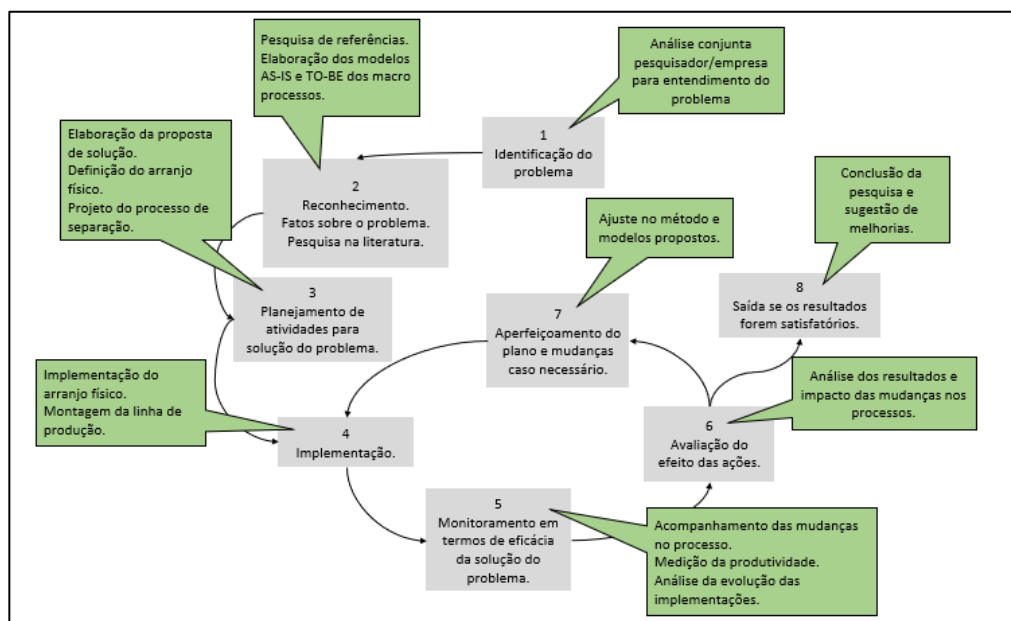 Pesquisa de referências.
Elaboração dos modelos
AS-IS e TO-BE dos macro
processos.
Análise conjunta
pesquisador/empresa
para entendimento do
problema
1
Identificação do
problema
Elaboração da proposta
de solução.
Definição do arranjo
físico.
Projeto do processo de
separação.
2
Reconhecimento.
Fatos sobre o problema.
Pesquisa na literatura.
Conclusão da
pesquisa e
sugestão de
melhorias.
Ajuste no método e
modelos propostos.
3
Planejamento de
atividades para
solução do problema.
7
Aperfeiçoamento do
plano e mudanças
caso necessário.
8
Saída se os resultados
forem satisfatórios.
Implementação do
arranjo físico.
Montagem da linha de
produção.
Análise dos resultados e
impacto das mudanças nos
processos.
4
Implementação.
6
Avaliação do
efeito das ações.
5
Monitoramento em
termos de eficácia
da solução do
problema.
Acompanhamento das mudanças
no processo.
Medição da produtividade.
Análise da evolução das
implementações.